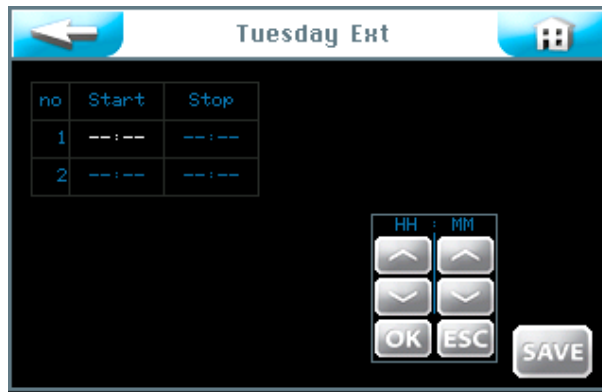 Tuesday Ext
no Start Stop
1 --:-- --:--
2 --:-- --:--
HH : MM
OK ESC
SAVE